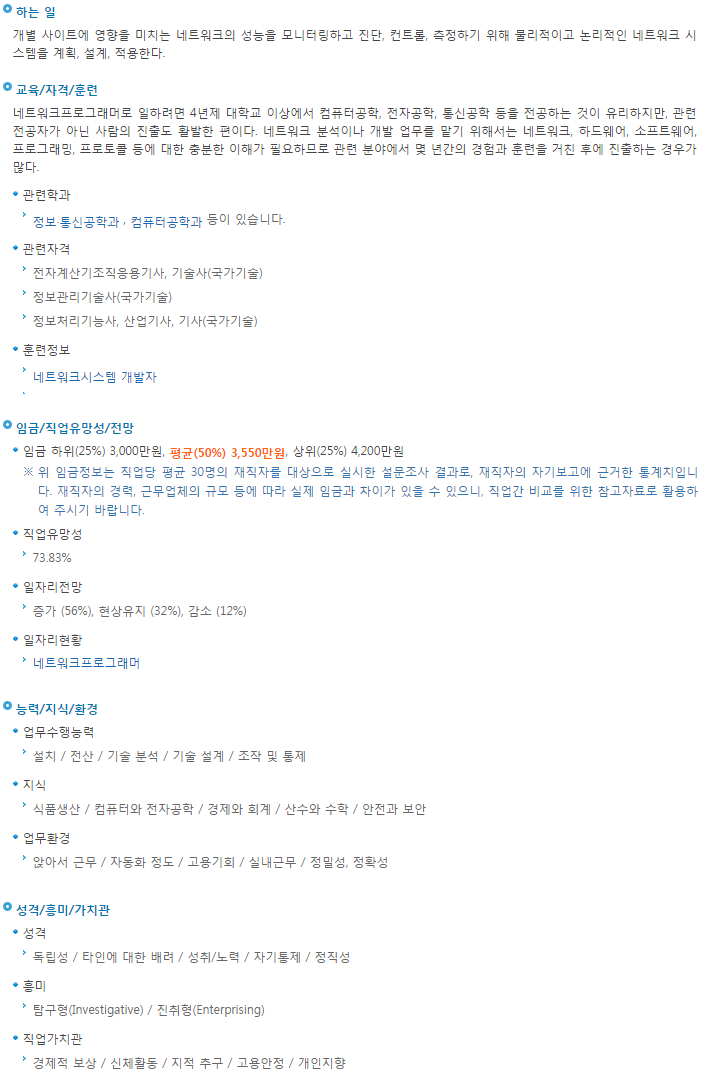 하는 일
개별 사이트에 영향을 미치는 네트워크의 성능을 모니터링하고 진단, 컨트롤, 측정하기 위해 물리적이고 논리적인 네트워크 시
스템을 계획, 설계, 적용한다.
교육/자격/훈련
네트워크프로그래머로 일하려면 4년제 대학교 이상에서 컴퓨터공학, 전자공학, 통신공학 등을 전공하는 것이 유리하지만, 관련
전공자가 아닌 사람의 진출도 활발한 편이다. 네트워크 분석이나 개발 업무를 맡기 위해서는 네트워크, 하드웨어, 소프트웨어,
프로그래밍, 프로토콜 등에 대한 충분한 이해가 필요하므로 관련 분야에서 몇 년간의 경험과 훈련을 거친 후에 진출하는 경우가
많다.
관련학과
정보·통신공학과 , 컴퓨터공학과 등이 있습니다.
관련자격
전자계산기조직응용기사, 기술사(국가기술)
정보관리기술사(국가기술)
정보처리기능사, 산업기사, 기사(국가기술)
훈련정보
네트워크시스템 개발자
임금/직업유망성/전망
임금 하위(25%) 3,000만원, 평균(50%) 3,550만원, 상위(25%) 4,200만원
※ 위 임금정보는 직업당 평균 30명의 재직자를 대상으로 실시한 설문조사 결과로, 재직자의 자기보고에 근거한 통계치입니
다. 재직자의 경력, 근무업체의 규모 등에 따라 실제 임금과 차이가 있을 수 있으니, 직업간 비교를 위한 참고자료로 활용하
여 주시기 바랍니다.
직업유망성
73.83%
일자리전망
증가 (56%), 현상유지 (32%), 감소 (12%)
일자리현황
네트워크프로그래머
능력/지식/환경
업무수행능력
설치 / 전산 / 기술 분석 / 기술 설계 / 조작 및 통제
지식
식품생산 / 컴퓨터와 전자공학 / 경제와 회계 / 산수와 수학 / 안전과 보안
업무환경
앉아서 근무 / 자동화 정도 / 고용기회 / 실내근무 / 정밀성, 정확성
성격/흥미/가치관
성격
독립성 / 타인에 대한 배려 / 성취/노력 / 자기통제 / 정직성
흥미
탐구형(Investigative) / 진취형(Enterprising)
직업가치관
경제적 보상 / 신체활동 / 지적 추구 / 고용안정 / 개인지향